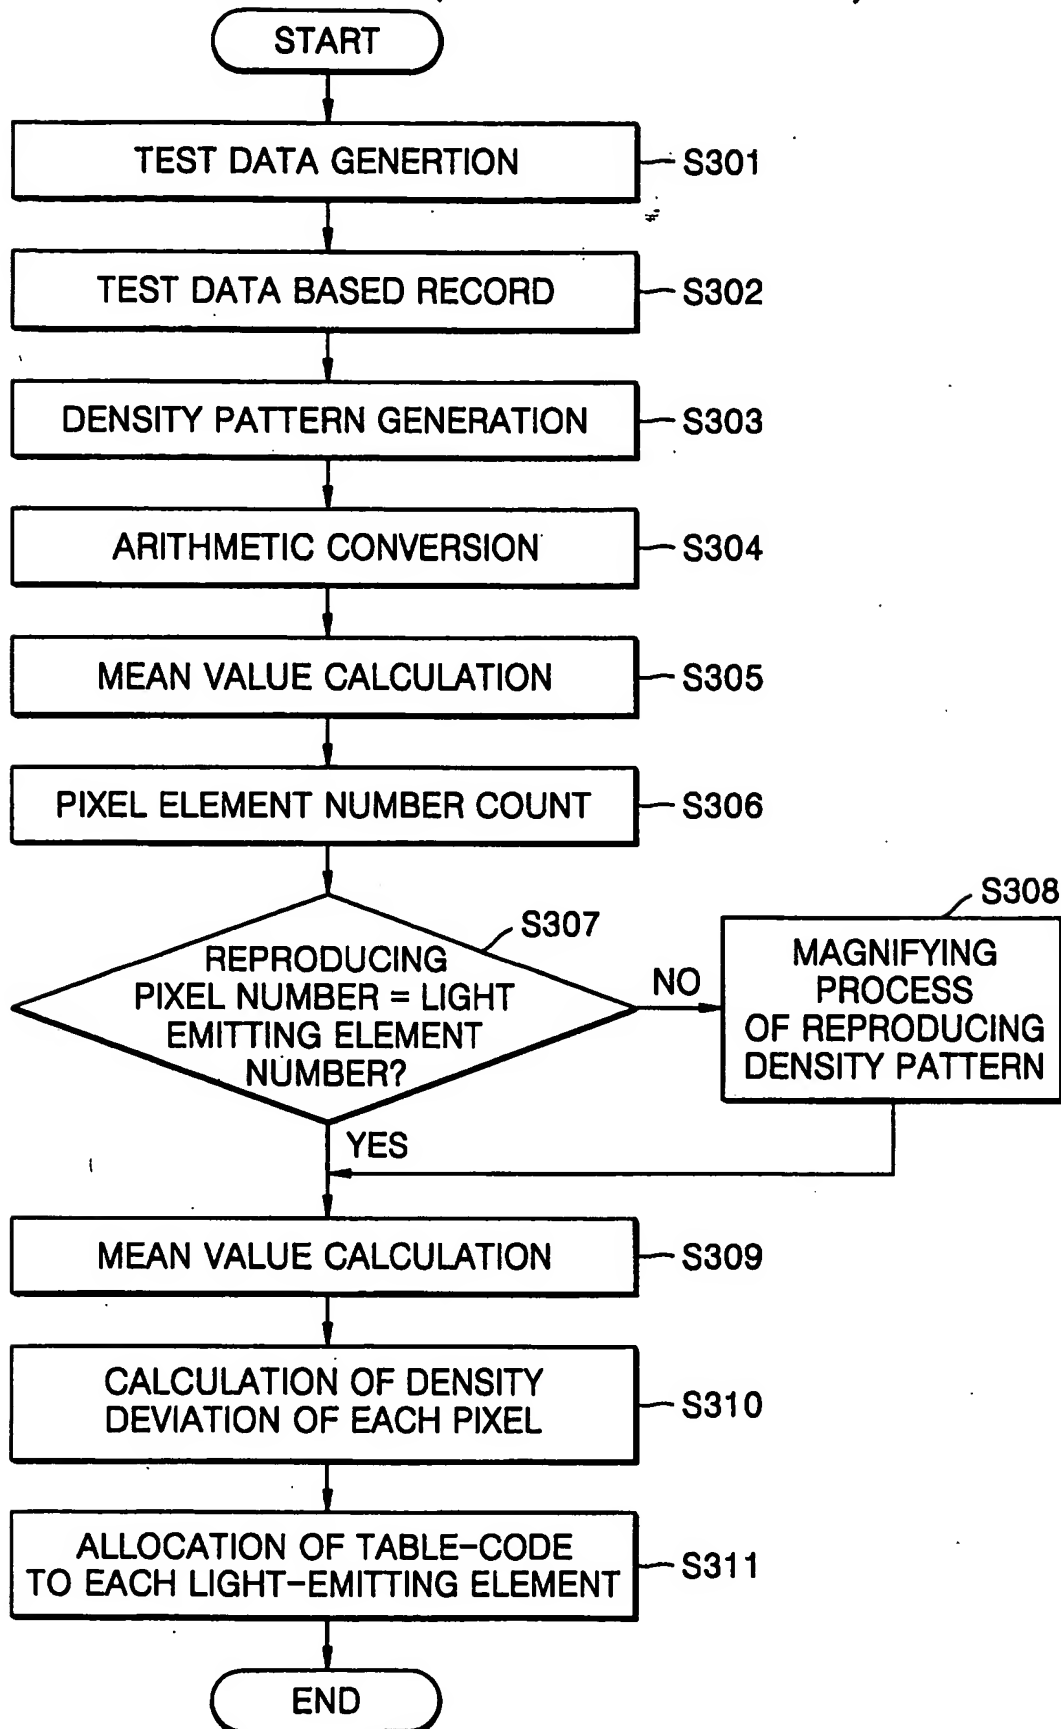 START
TEST DATA GENERTION
S301
TEST DATA BASED RECORD
S302
DENSITY PATTERN GENERATION
S303
ARITHMETIC CONVERSION
S304
MEAN VALUE CALCULATION
S305
PIXEL ELEMENT NUMBER COUNT
S306
S307
REPRODUCING
PIXEL NUMBER = LIGHT
EMITTING ELEMENT
NUMBER?
NO
S308
MAGNIFYING
PROCESS
OF REPRODUCING
DENSITY PATTERN
YES
MEAN VALUE CALCULATION
S309
CALCULATION OF DENSITY
DEVIATION OF EACH PIXEL
S310
ALLOCATION OF TABLE-CODE
TO EACH LIGHT-EMITTING ELEMENT
S311
END